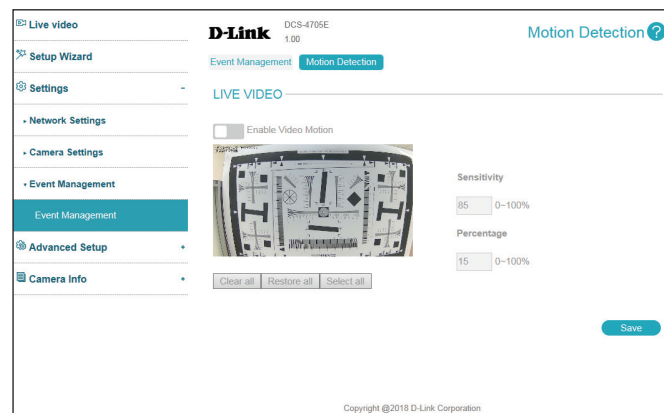 Live video
Setup Wizard
Settings -
Network Settings
Camera Settings
Event Management
Event Management
Advanced Setup +
Camera Info +
D-Link DCS-4705E
1.00
Motion Detection ?
Event Management Motion Detection
LIVE VIDEO
Enable Video Motion
Sensitivity
85 0~100%
Percentage
15 0~100%
Clear all Restore all Select all
Save
Copyright @2018 D-Link Corporation